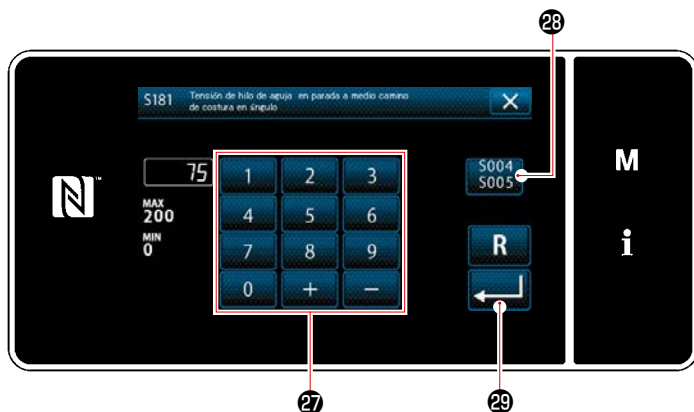 ㉘
S181 Tensión de hilo de aguja en parada a medio camino
de costura en ángulo
75
MAX
200
MIN
0
1 2 3
4 5 6
7 8 9
0 + −
S004
S005
R
N™
M
i
㉗
㉙